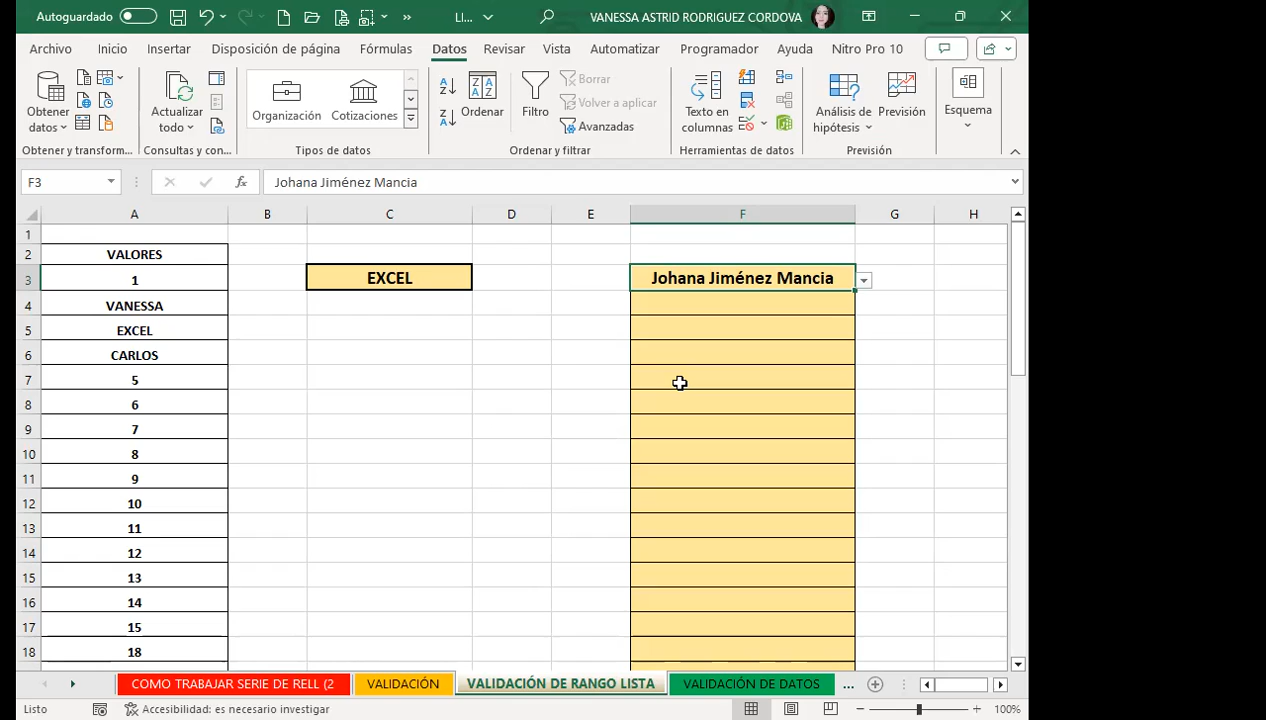 Autoguardado LI... VANESSA ASTRID RODRIGUEZ CORDOVA
Archivo Inicio Insertar Disposición de página Fórmulas Datos Revisar Vista Automatizar Programador Ayuda Nitro Pro 10
Obtener datos Actualizar todo Organización Cotizaciones Ordenar Filtro Borrar Volver a aplicar Avanzadas Texto en columnas Análisis de hipótesis Previsión Esquema
Obtener y transform... Consultas y con... Tipos de datos Ordenar y filtrar Herramientas de datos Previsión
F3 fx Johana Jiménez Mancia
A B C D E F G H
1
2 VALORES
3 1 EXCEL Johana Jiménez Mancia
4 VANESSA
5 EXCEL
6 CARLOS
7 5
8 6
9 7
10 8
11 9
12 10
13 11
14 12
15 13
16 14
17 15
18 18
COMO TRABAJAR SERIE DE RELL (2 VALIDACIÓN VALIDACIÓN DE RANGO LISTA VALIDACIÓN DE DATOS ...
Listo Accesibilidad: es necesario investigar 100%